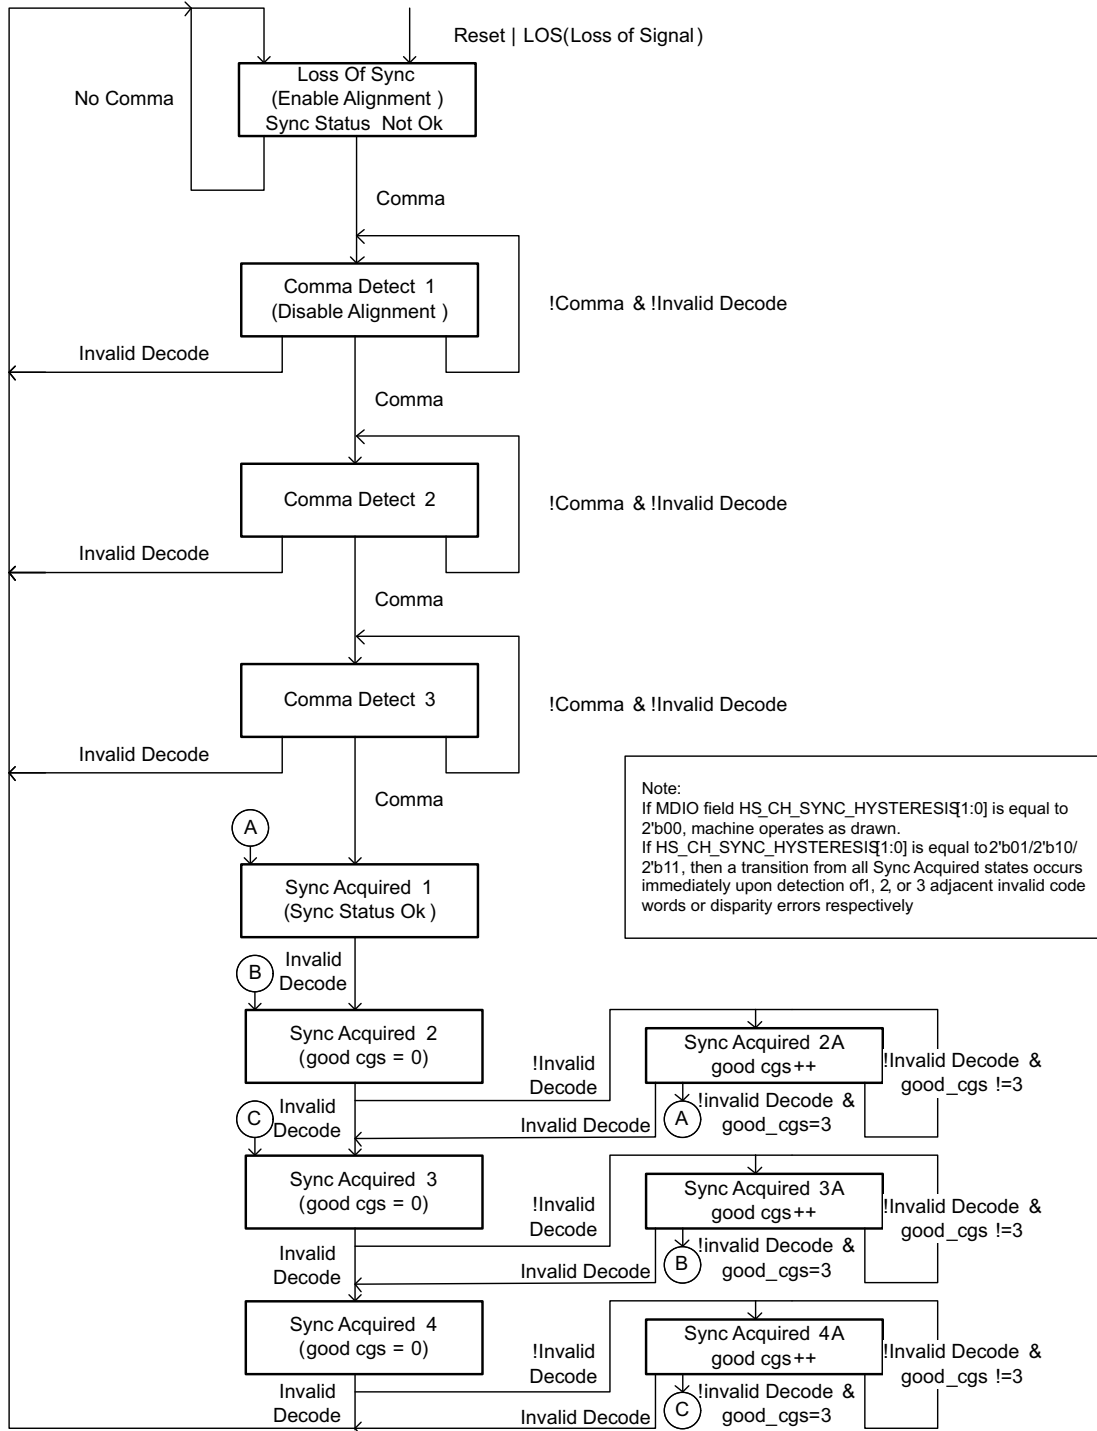 Reset | LOS(Loss of Signal)
Loss Of Sync
(Enable Alignment )
Sync Status Not Ok
No Comma
Comma
Comma Detect 1
(Disable Alignment )
!Comma & !Invalid Decode
Invalid Decode
Comma
Comma Detect 2
!Comma & !Invalid Decode
Invalid Decode
Comma
Comma Detect 3
!Comma & !Invalid Decode
Invalid Decode
Comma
Note:
If MDIO field HS_CH_SYNC_HYSTERESIS[1:0] is equal to
2'b00, machine operates as drawn.
If HS_CH_SYNC_HYSTERESIS[1:0] is equal to 2'b01/2'b10/
2'b11, then a transition from all Sync Acquired states occurs
immediately upon detection of 1, 2, or 3 adjacent invalid code
words or disparity errors respectively
A
Sync Acquired 1
(Sync Status Ok )
Invalid
Decode
B
Sync Acquired 2
(good cgs = 0)
!Invalid
Decode
Sync Acquired 2A
good cgs++
!Invalid Decode &
good_cgs !=3
A
!invalid Decode &
good_cgs=3
Invalid Decode
Invalid
Decode
C
Sync Acquired 3
(good cgs = 0)
!Invalid
Decode
Sync Acquired 3A
good cgs++
!Invalid Decode &
good_cgs !=3
B
!invalid Decode &
good_cgs=3
Invalid Decode
Invalid
Decode
Sync Acquired 4
(good cgs = 0)
!Invalid
Decode
Sync Acquired 4A
good cgs++
!Invalid Decode &
good_cgs !=3
C
!invalid Decode &
good_cgs=3
Invalid Decode
Invalid
Decode